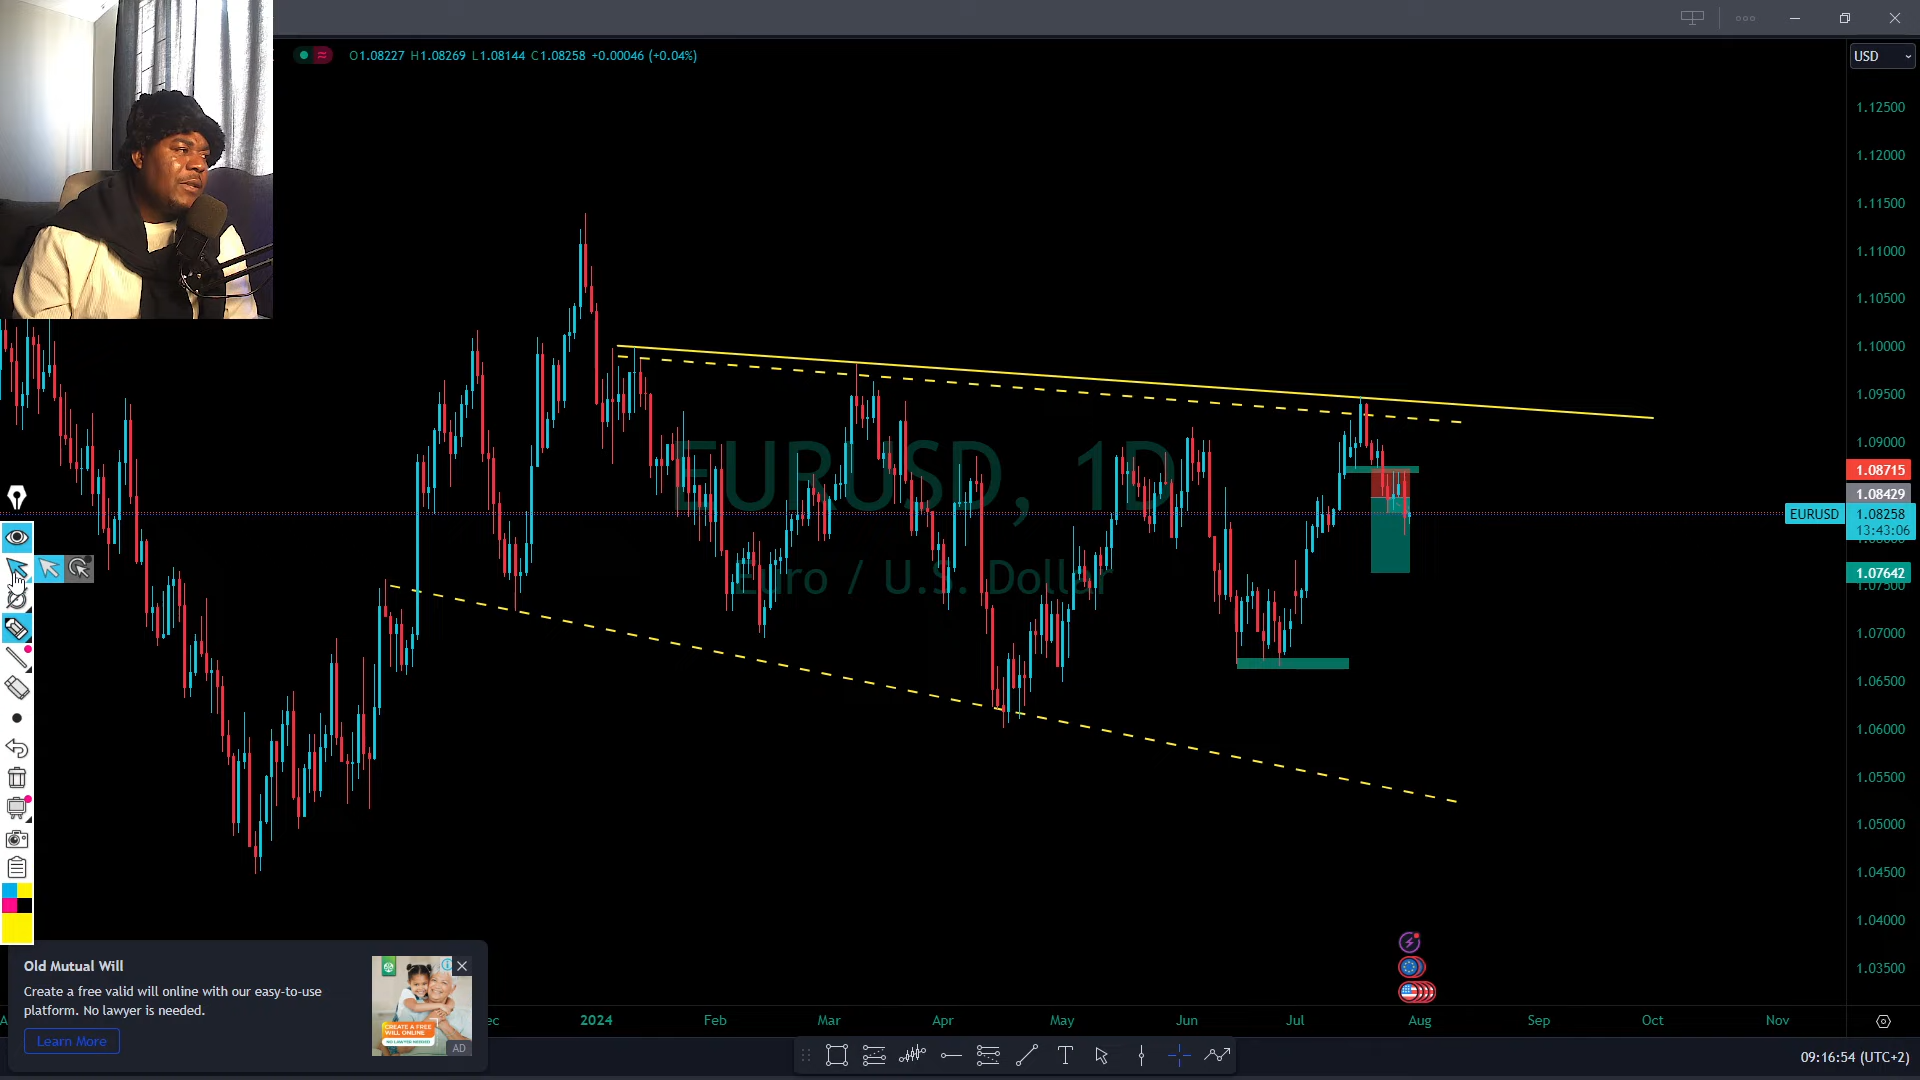 O1.08227 H1.08269 L1.08144 C1.08258 +0.00046 (+0.04%)
USD
1.12500
1.12000
1.11500
1.11000
1.10500
1.10000
1.09500
1.09000
1.08715
1.08429
EURUSD 1.08258
13:43:06
1.07642
1.07000
1.06500
1.06000
1.05500
1.05000
1.04500
1.04000
1.03500
EURUSD, 1D
Euro / U.S. Dollar
Old Mutual Will
Create a free valid will online with our easy-to-use
platform. No lawyer is needed.
Learn More
CREATE A FREE
WILL ONLINE
AD
2024 Feb Mar Apr May Jun Jul Aug Sep Oct Nov
09:16:54 (UTC+2)